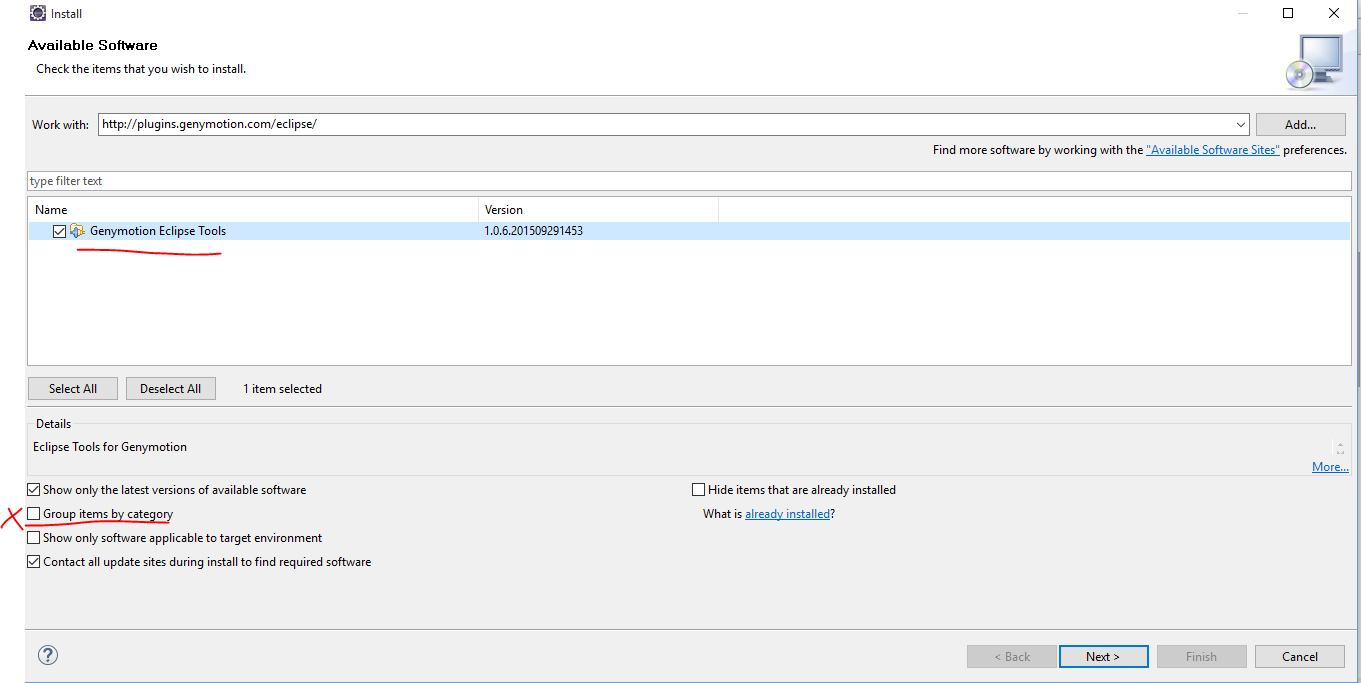 Install
Available Software
Check the items that you wish to install.
Work with: http://plugins.genymotion.com/eclipse/ Add...
Find more software by working with the "Available Software Sites" preferences.
type filter text
Name Version
Genymotion Eclipse Tools 1.0.6.201509291453
Select All Deselect All 1 item selected
Details
Eclipse Tools for Genymotion
More...
Show only the latest versions of available software Hide items that are already installed
Group items by category What is already installed?
Show only software applicable to target environment
Contact all update sites during install to find required software
? < Back Next > Finish Cancel